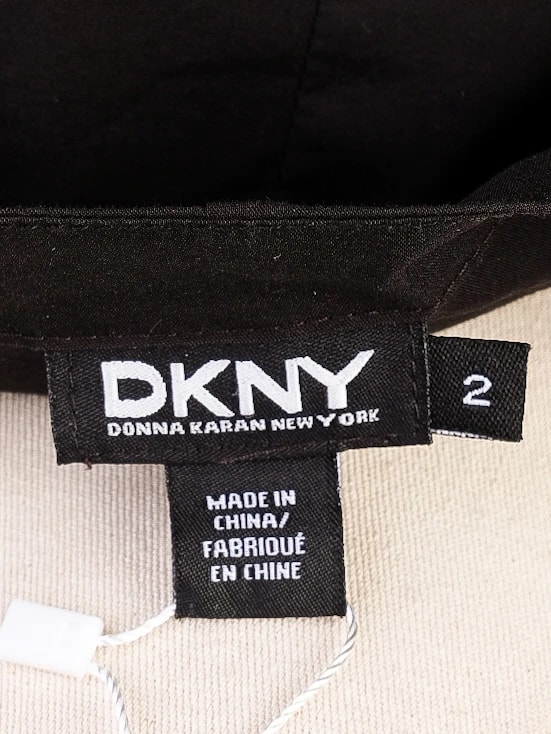 DKNY
DONNA KARAN NEW YORK
2
MADE IN
CHINA/
FABRIQUÉ
EN CHINE